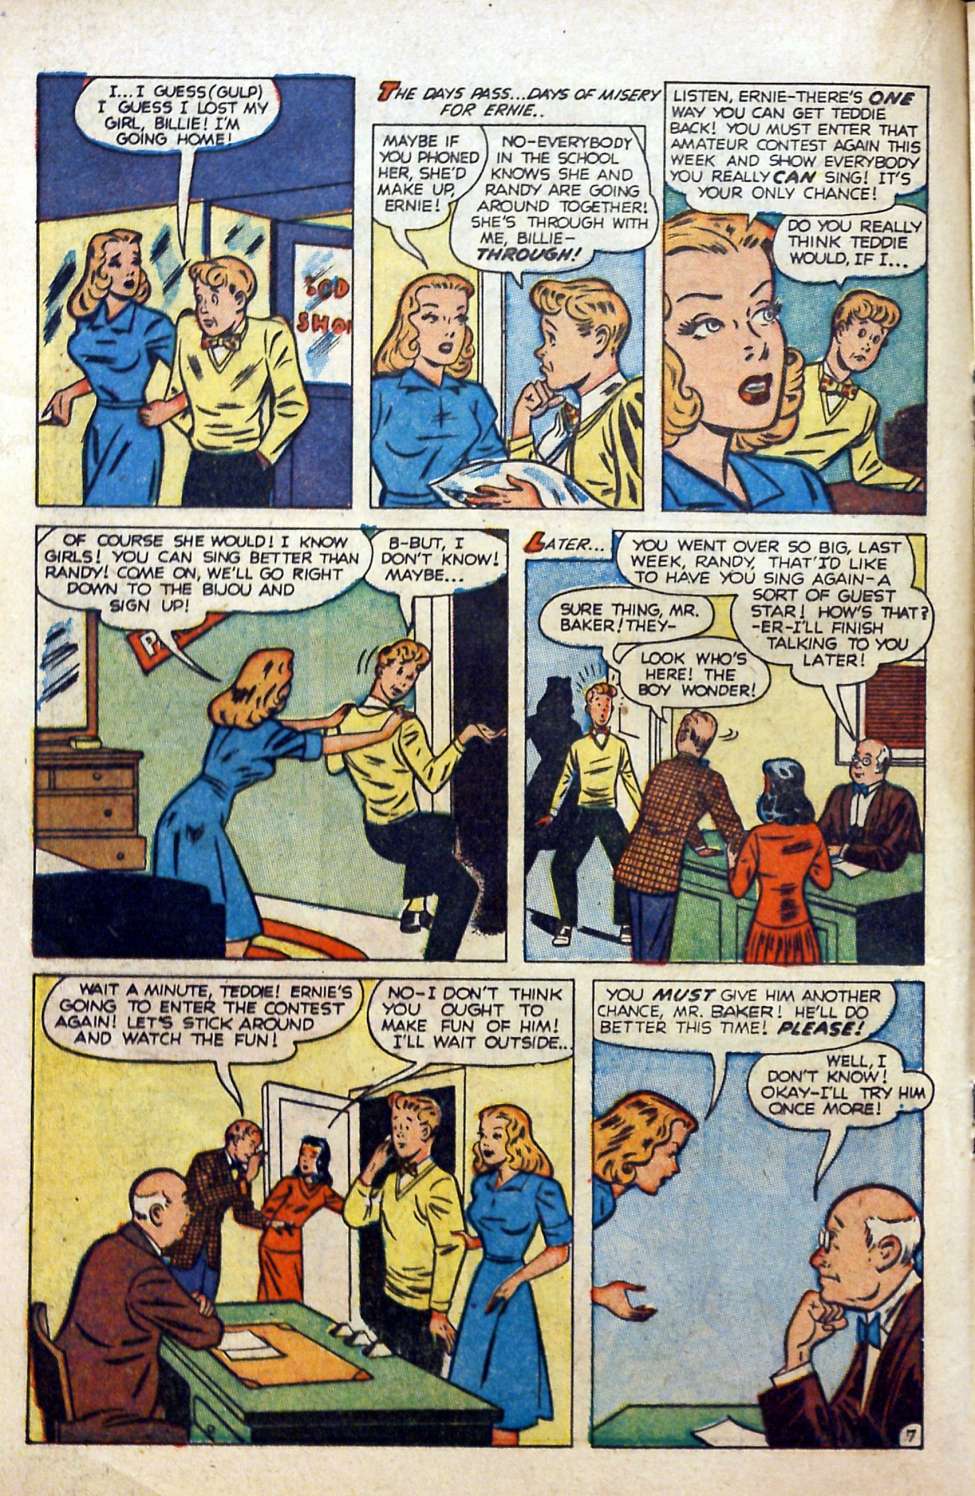 I...I GUESS (GULP)
I GUESS I LOST MY
GIRL, BILLIE! I'M
GOING HOME!
SOD
SHO
THE DAYS PASS...DAYS OF MISERY
FOR ERNIE..
MAYBE IF
YOU PHONED
HER, SHE'D
MAKE UP,
ERNIE!
NO-EVERYBODY
IN THE SCHOOL
KNOWS SHE AND
RANDY ARE GOING
AROUND TOGETHER!
SHE'S THROUGH WITH
ME, BILLIE-
THROUGH!
LISTEN, ERNIE-THERE'S ONE
WAY YOU CAN GET TEDDIE
BACK! YOU MUST ENTER THAT
AMATEUR CONTEST AGAIN THIS
WEEK AND SHOW EVERYBODY
YOU REALLY CAN SING! IT'S
YOUR ONLY CHANCE!
DO YOU REALLY
THINK TEDDIE
WOULD, IF I...
OF COURSE SHE WOULD! I KNOW
GIRLS! YOU CAN SING BETTER THAN
RANDY! COME ON, WE'LL GO RIGHT
DOWN TO THE BIJOU AND
SIGN UP!
B-BUT, I
DON'T KNOW!
MAYBE...
P
LATER...
YOU WENT OVER SO BIG, LAST
WEEK, RANDY, THAT I'D LIKE
TO HAVE YOU SING AGAIN-A
SORT OF GUEST
STAR! HOW'S THAT?
-ER-I'LL FINISH
TALKING TO YOU
LATER!
SURE THING, MR.
BAKER! THEY-
LOOK WHO'S
HERE! THE
BOY WONDER!
WAIT A MINUTE, TEDDIE! ERNIE'S
GOING TO ENTER THE CONTEST
AGAIN! LET'S STICK AROUND
AND WATCH THE FUN!
NO-I DON'T THINK
YOU OUGHT TO
MAKE FUN OF HIM!
I'LL WAIT OUTSIDE...
YOU MUST GIVE HIM ANOTHER
CHANCE, MR. BAKER! HE'LL DO
BETTER THIS TIME! PLEASE!
WELL, I
DON'T KNOW!
OKAY-I'LL TRY HIM
ONCE MORE!
7